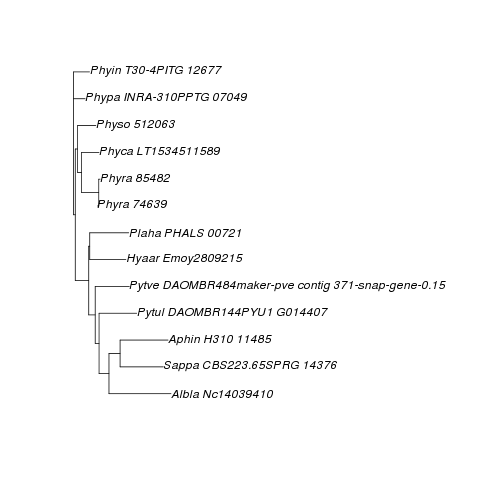 Phyin T30-4PITG 12677
Phypa INRA-310PPTG 07049
Physo 512063
Phyca LT1534511589
Phyra 85482
Phyra 74639
Plaha PHALS 00721
Hyaar Emoy2809215
Pytve DAOMBR484maker-pve contig 371-snap-gene-0.15
Pytul DAOMBR144PYU1 G014407
Aphin H310 11485
Sappa CBS223.65SPRG 14376
Albla Nc14039410